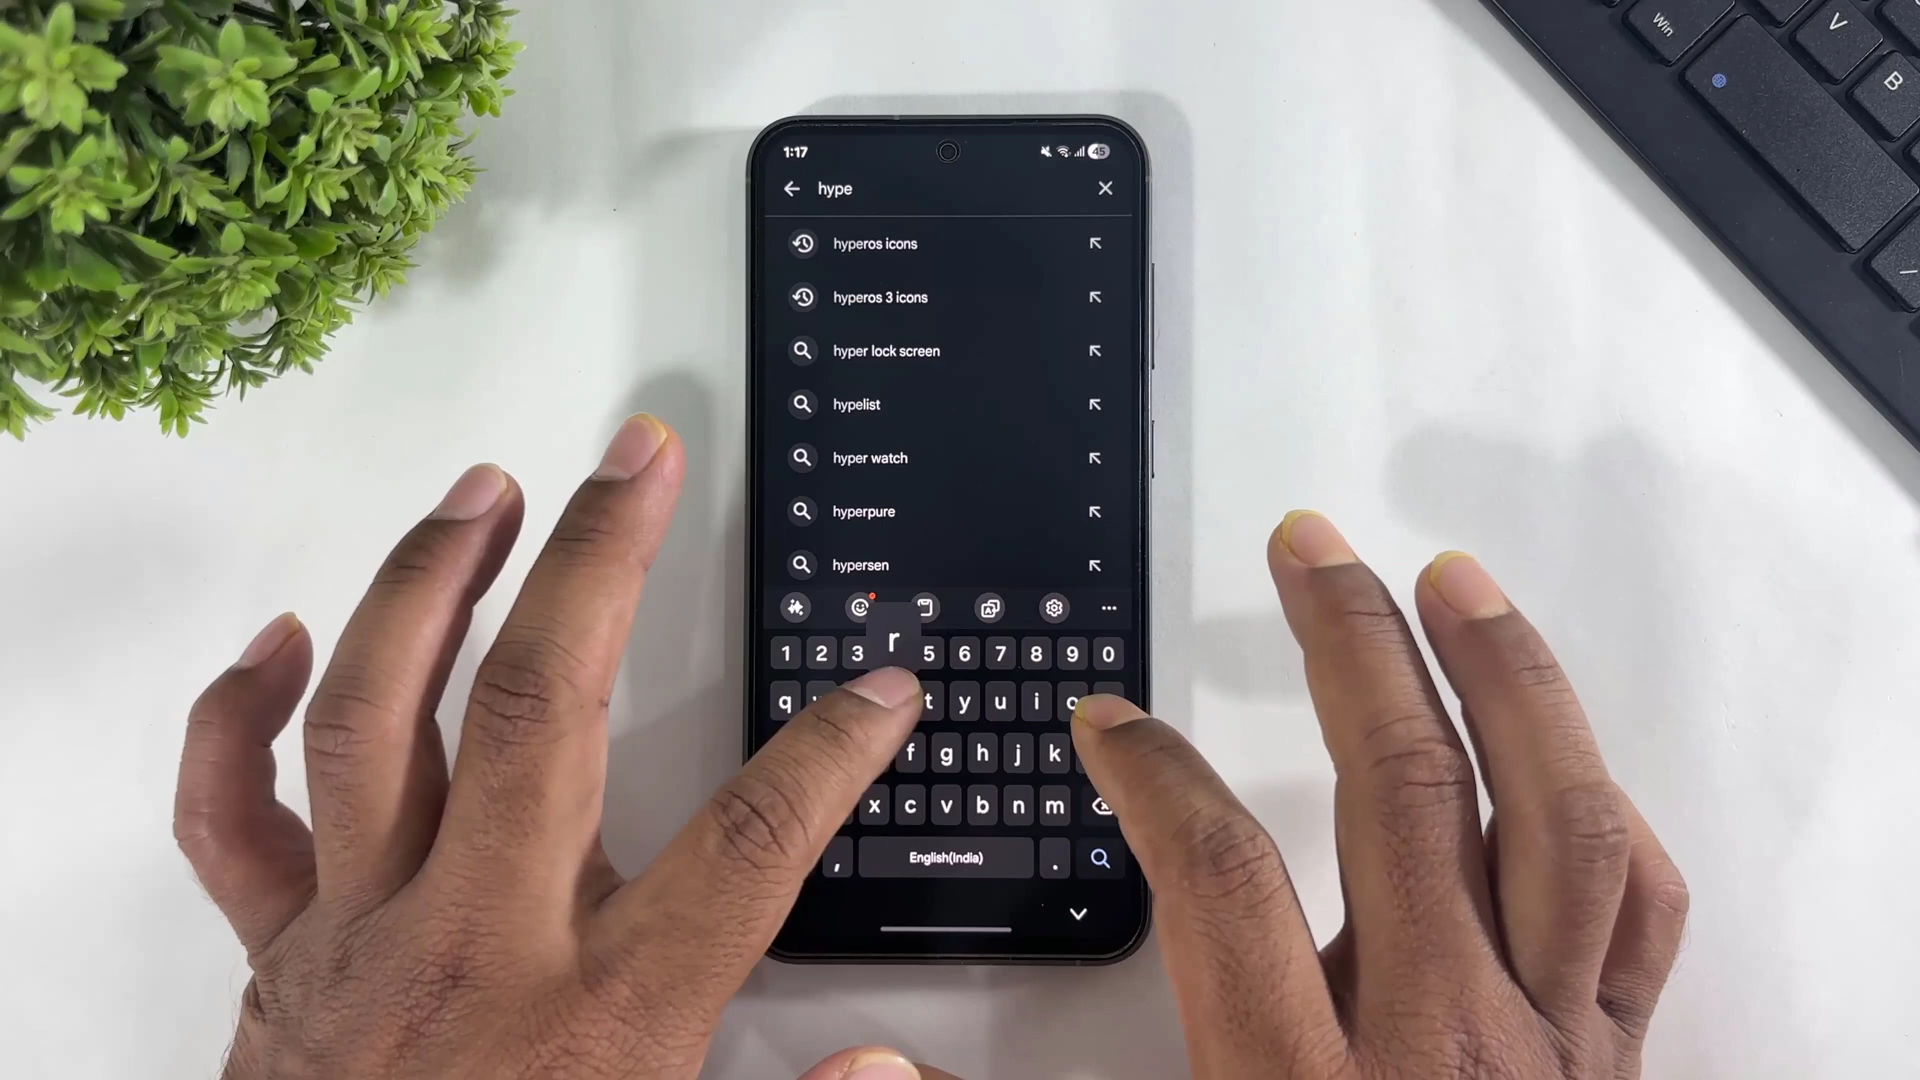 1:17
45
hype
hyperos icons
hyperos 3 icons
hyper lock screen
hypelist
hyper watch
hyperpure
hypersen
r
1 2 3 5 6 7 8 9 0
q t y u i o
f g h j k
x c v b n m
, English(India) .
Win
V
B
/